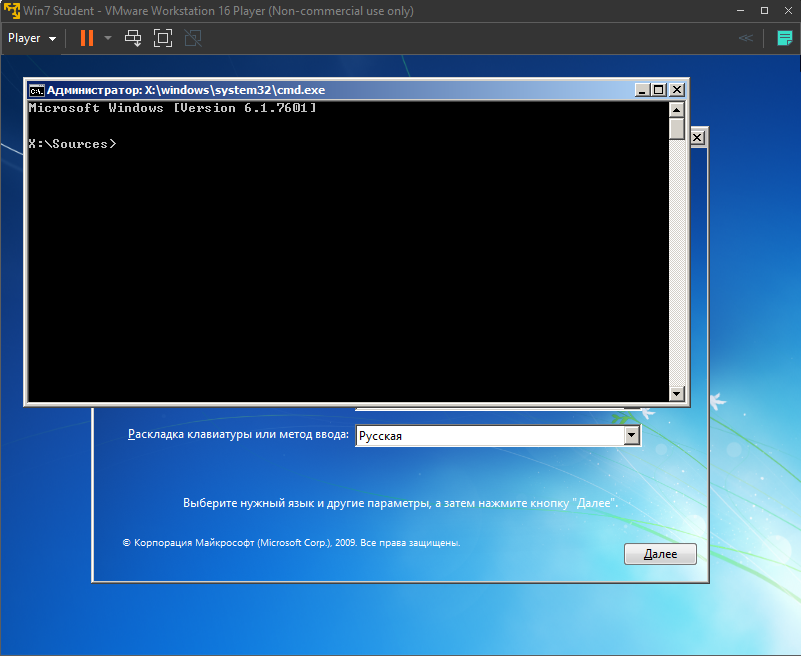 Win7 Student - VMware Workstation 16 Player (Non-commercial use only)
Player
Администратор: X:\windows\system32\cmd.exe
Microsoft Windows [Version 6.1.7601]
X:\Sources>
Раскладка клавиатуры или метод ввода:
Русская
Выберите нужный язык и другие параметры, а затем нажмите кнопку "Далее".
© Корпорация Майкрософт (Microsoft Corp.), 2009. Все права защищены.
Далее